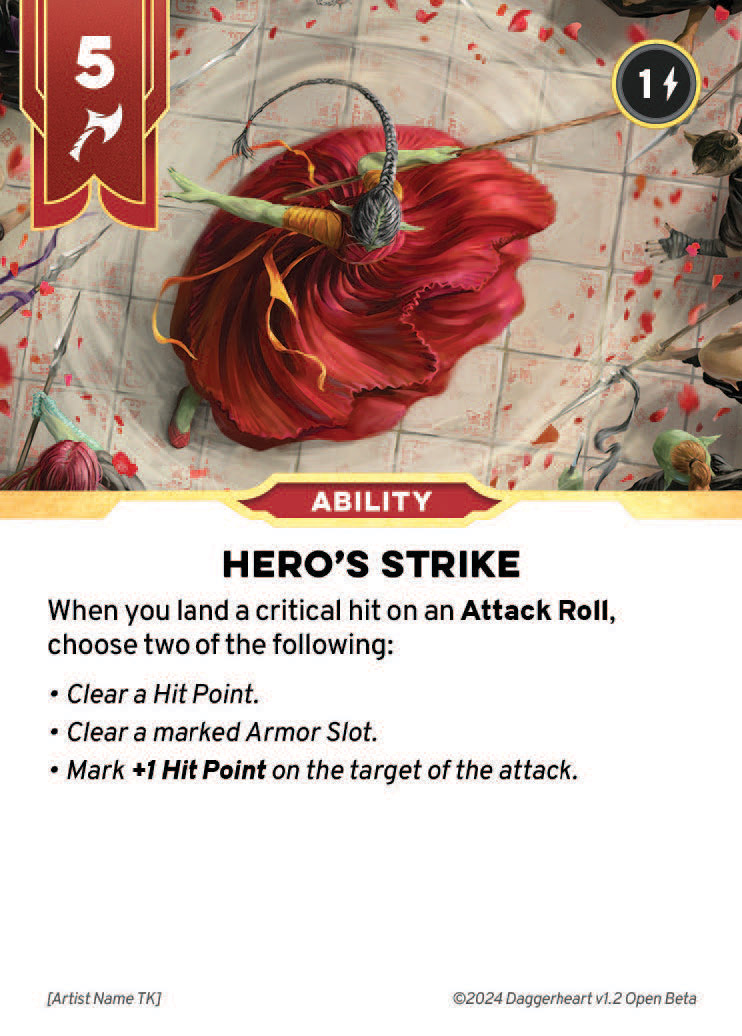 5
1
ABILITY
HERO'S STRIKE
When you land a critical hit on an Attack Roll,
choose two of the following:
• Clear a Hit Point.
• Clear a marked Armor Slot.
• Mark +1 Hit Point on the target of the attack.
[Artist Name TK]
©2024 Daggerheart v1.2 Open Beta